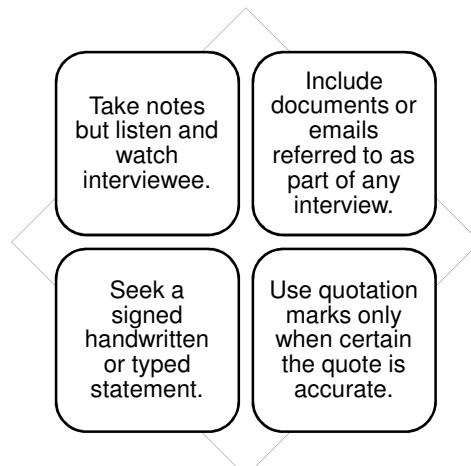 Take notes
but listen and
watch
interviewee.
Include
documents or
emails
referred to as
part of any
interview.
Seek a
signed
handwritten
or typed
statement.
Use quotation
marks only
when certain
the quote is
accurate.